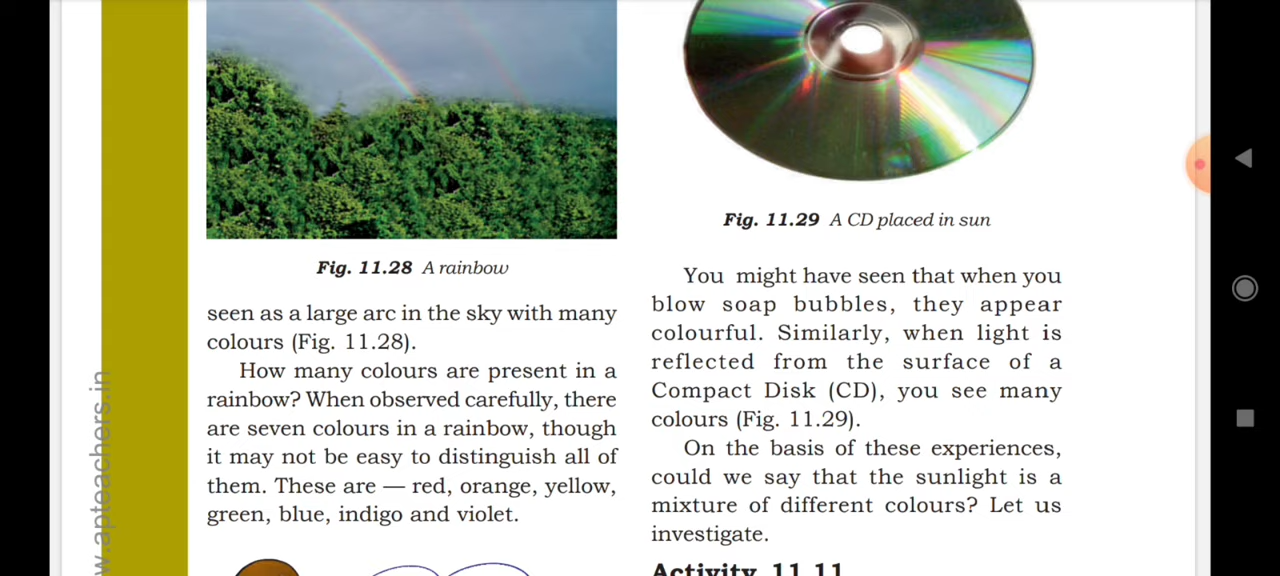 Fig. 11.28 A rainbow
seen as a large arc in the sky with many
colours (Fig. 11.28).
How many colours are present in a
rainbow? When observed carefully, there
are seven colours in a rainbow, though
it may not be easy to distinguish all of
them. These are — red, orange, yellow,
green, blue, indigo and violet.
Fig. 11.29 A CD placed in sun
You might have seen that when you
blow soap bubbles, they appear
colourful. Similarly, when light is
reflected from the surface of a
Compact Disk (CD), you see many
colours (Fig. 11.29).
On the basis of these experiences,
could we say that the sunlight is a
mixture of different colours? Let us
investigate.
Activity 11.11
w.apteachers.in